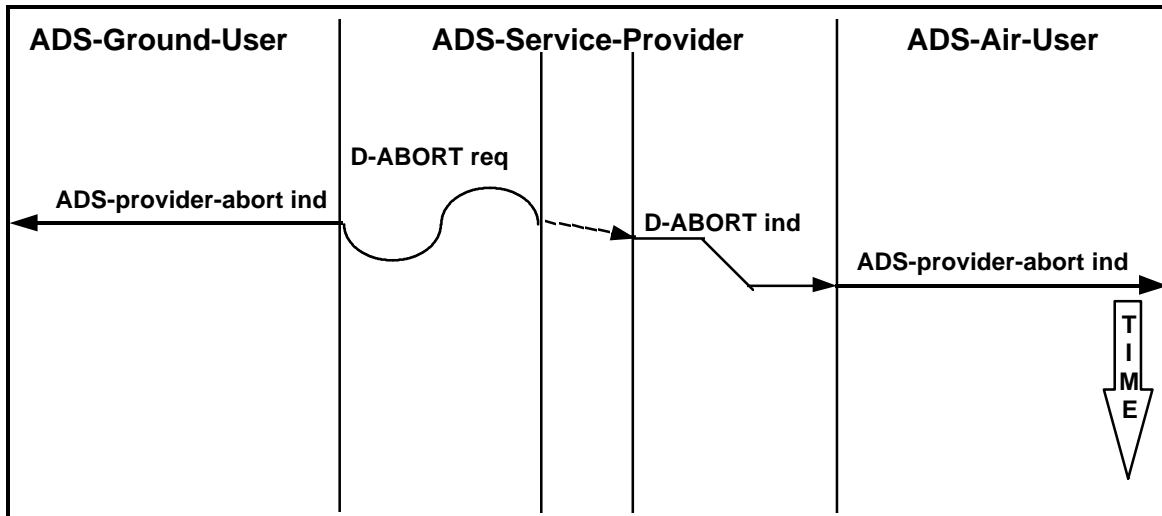 ADS-Ground-User
ADS-Service-Provider
ADS-Air-User
D-ABORT req
ADS-provider-abort ind
D-ABORT ind
ADS-provider-abort ind
T
I
M
E